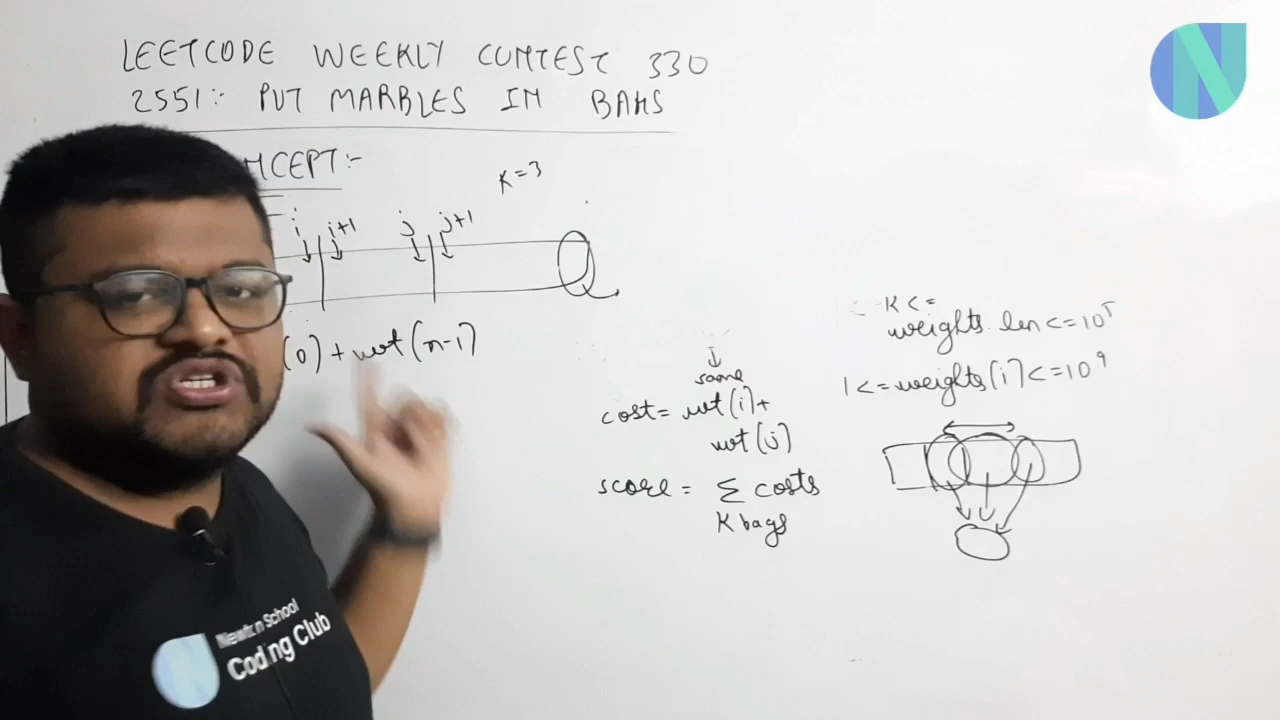 LEETCODE WEEKLY CONTEST 330
2551:- PUT MARBLES IN BAGS
NCEPT:-
K=3
i i+1 j j+1
(0) + wt(n-1)
K<=
weights.len<=10^5
1<=weights(i)<=10^9
same
cost= wt(i)+
wt(j)
score = Σ costs
K bags
Newton School
Coding Club